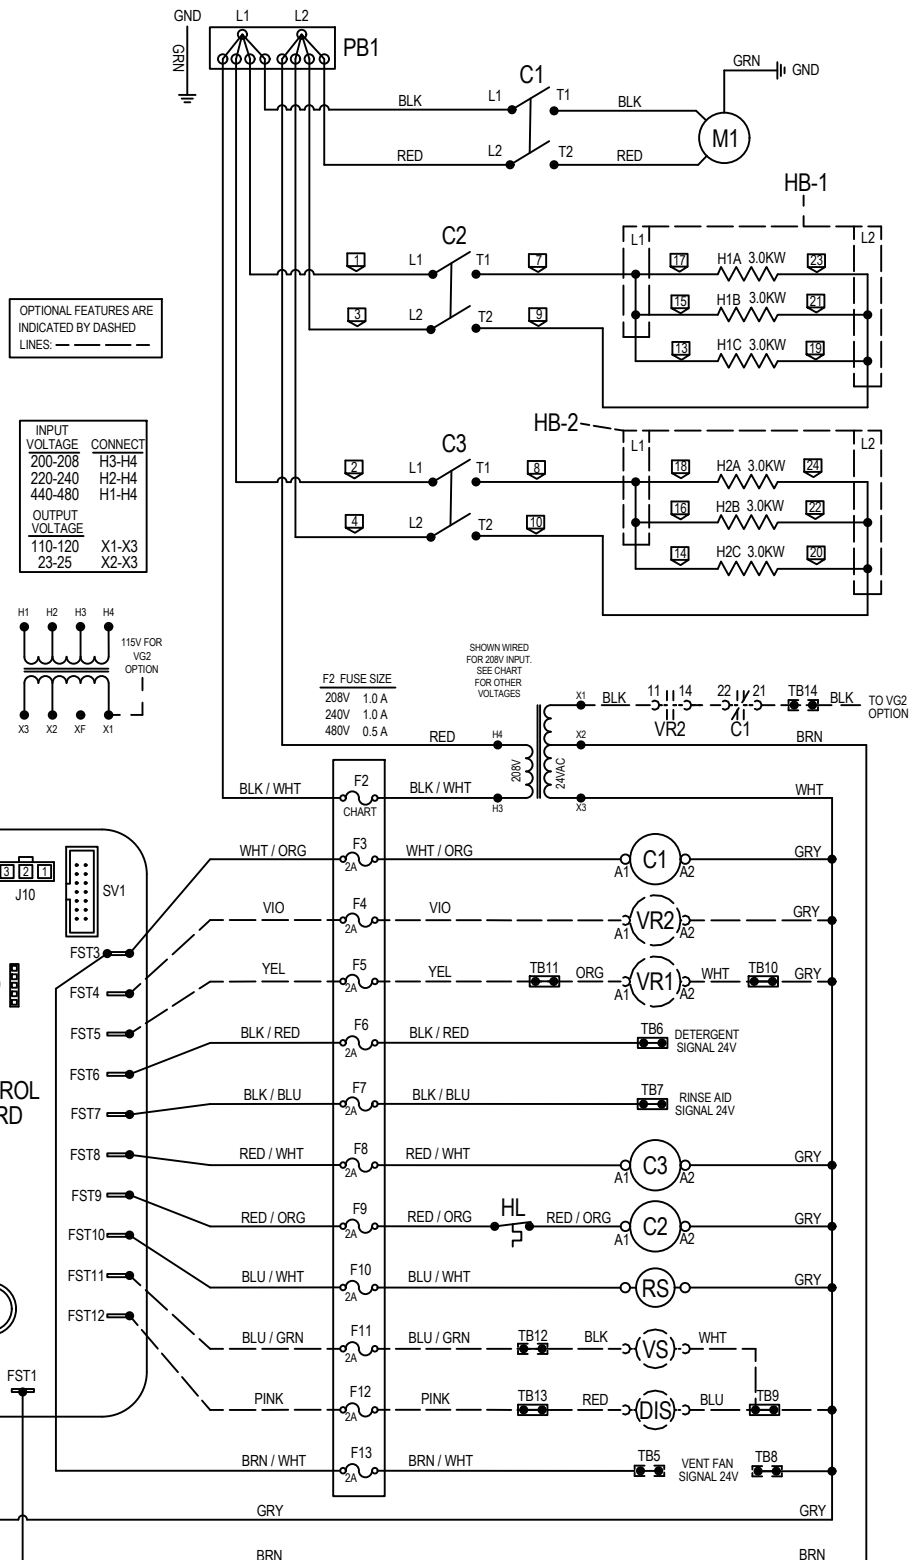 GND
L1
L2
PB1
GRN
C1
GRN
GND
BLK
L1
T1
BLK
M1
RED
L2
T2
RED
HB-1
C2
L1
L2
1
L1
T1
7
17
H1A 3.0KW
23
15
H1B 3.0KW
21
3
L2
T2
9
13
H1C 3.0KW
19
OPTIONAL FEATURES ARE
INDICATED BY DASHED
LINES:
HB-2
C3
L1
L2
2
L1
T1
8
18
H2A 3.0KW
24
16
H2B 3.0KW
22
4
L2
T2
10
14
H2C 3.0KW
20
INPUT
VOLTAGE CONNECT
200-208 H3-H4
220-240 H2-H4
440-480 H1-H4
OUTPUT
VOLTAGE
110-120 X1-X3
23-25 X2-X3
H1 H2 H3 H4
115V FOR
VG2
OPTION
X3 X2 XF X1
F2 FUSE SIZE
208V 1.0 A
240V 1.0 A
480V 0.5 A
SHOWN WIRED
FOR 208V INPUT.
SEE CHART
FOR OTHER
VOLTAGES
X1
BLK
11
14
VR2
22
21
C1
TB14
BLK
TO VG2
OPTION
RED
H4
X2
BRN
208V
24VAC
BLK / WHT
F2
CHART
BLK / WHT
H3
X3
WHT
3 2 1
J10
SV1
WHT / ORG
F3
2A
WHT / ORG
A1
C1
A2
GRY
FST3
VIO
F4
2A
VIO
A1
VR2
A2
GRY
FST4
YEL
F5
2A
YEL
TB11
ORG
A1
VR1
A2
WHT
TB10
GRY
FST5
BLK / RED
F6
2A
BLK / RED
TB6
DETERGENT
SIGNAL 24V
FST6
ROL
RD
BLK / BLU
F7
2A
BLK / BLU
TB7
RINSE AID
SIGNAL 24V
FST7
FST8
RED / WHT
F8
2A
RED / WHT
A1
C3
A2
GRY
FST9
RED / ORG
F9
2A
RED / ORG
HL
RED / ORG
A1
C2
A2
GRY
FST10
BLU / WHT
F10
2A
BLU / WHT
RS
GRY
FST11
BLU / GRN
F11
2A
BLU / GRN
TB12
BLK
VS
WHT
FST12
PINK
F12
2A
PINK
TB13
RED
DIS
BLU
TB9
FST1
BRN / WHT
F13
2A
BRN / WHT
TB5
VENT FAN
SIGNAL 24V
TB8
GRY
GRY
BRN
BRN